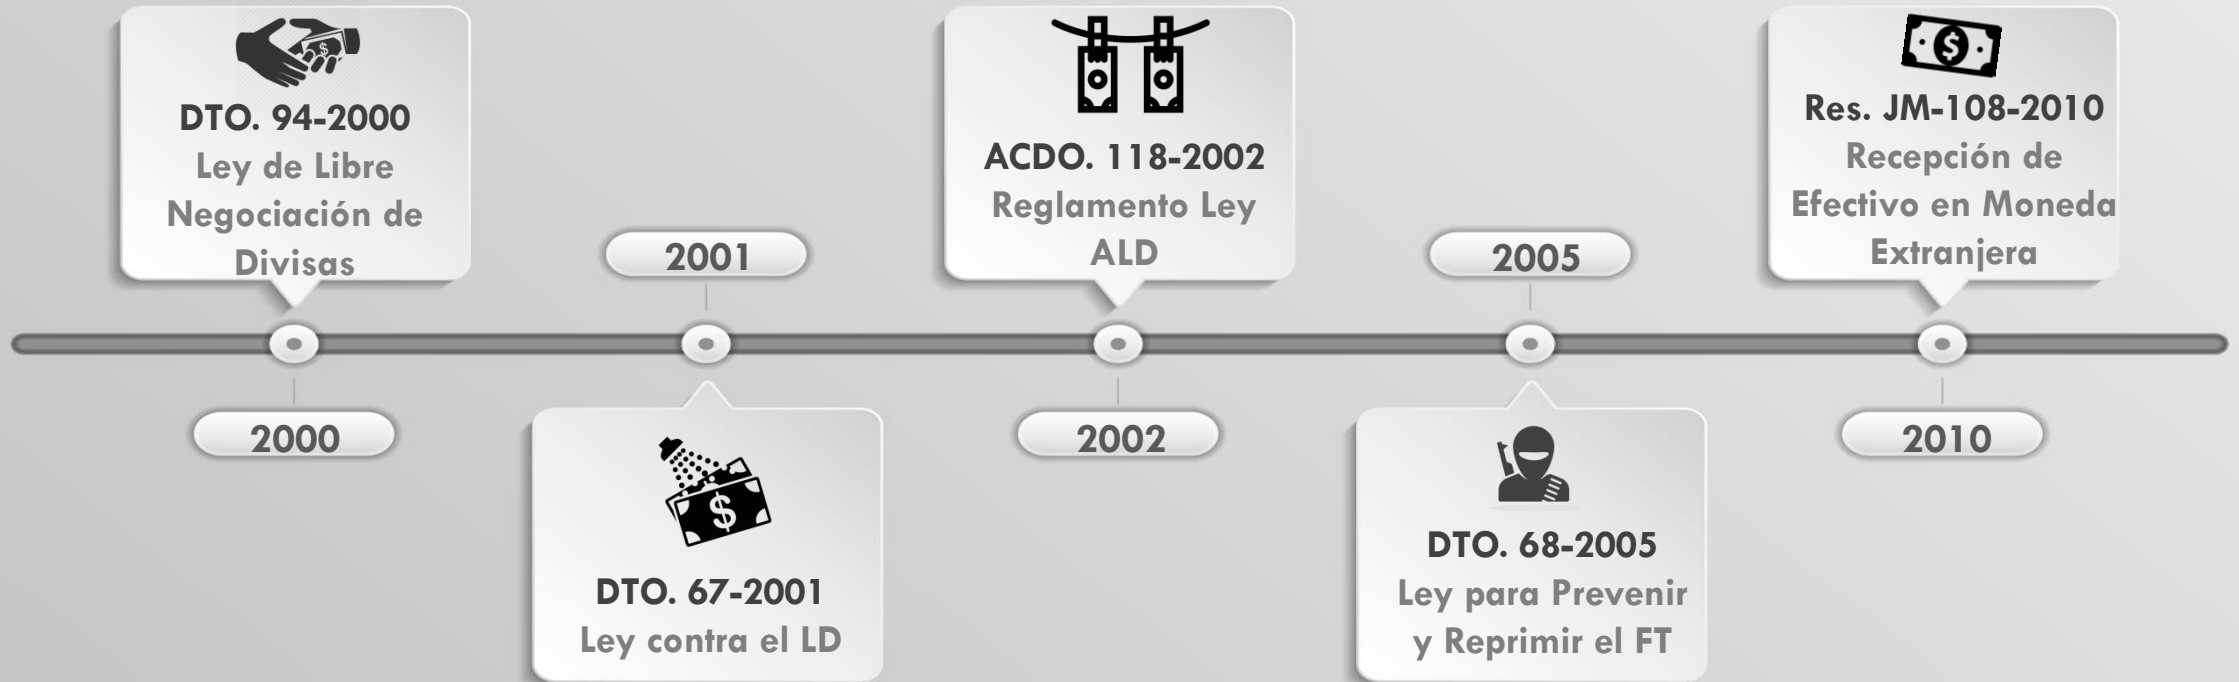 DTO. 94-2000
Ley de Libre
Negociación de
Divisas
2000
2001
DTO. 67-2001
Ley contra el LD
ACDO. 118-2002
Reglamento Ley
ALD
2002
2005
DTO. 68-2005
Ley para Prevenir
y Reprimir el FT
Res. JM-108-2010
Recepción de
Efectivo en Moneda
Extranjera
2010